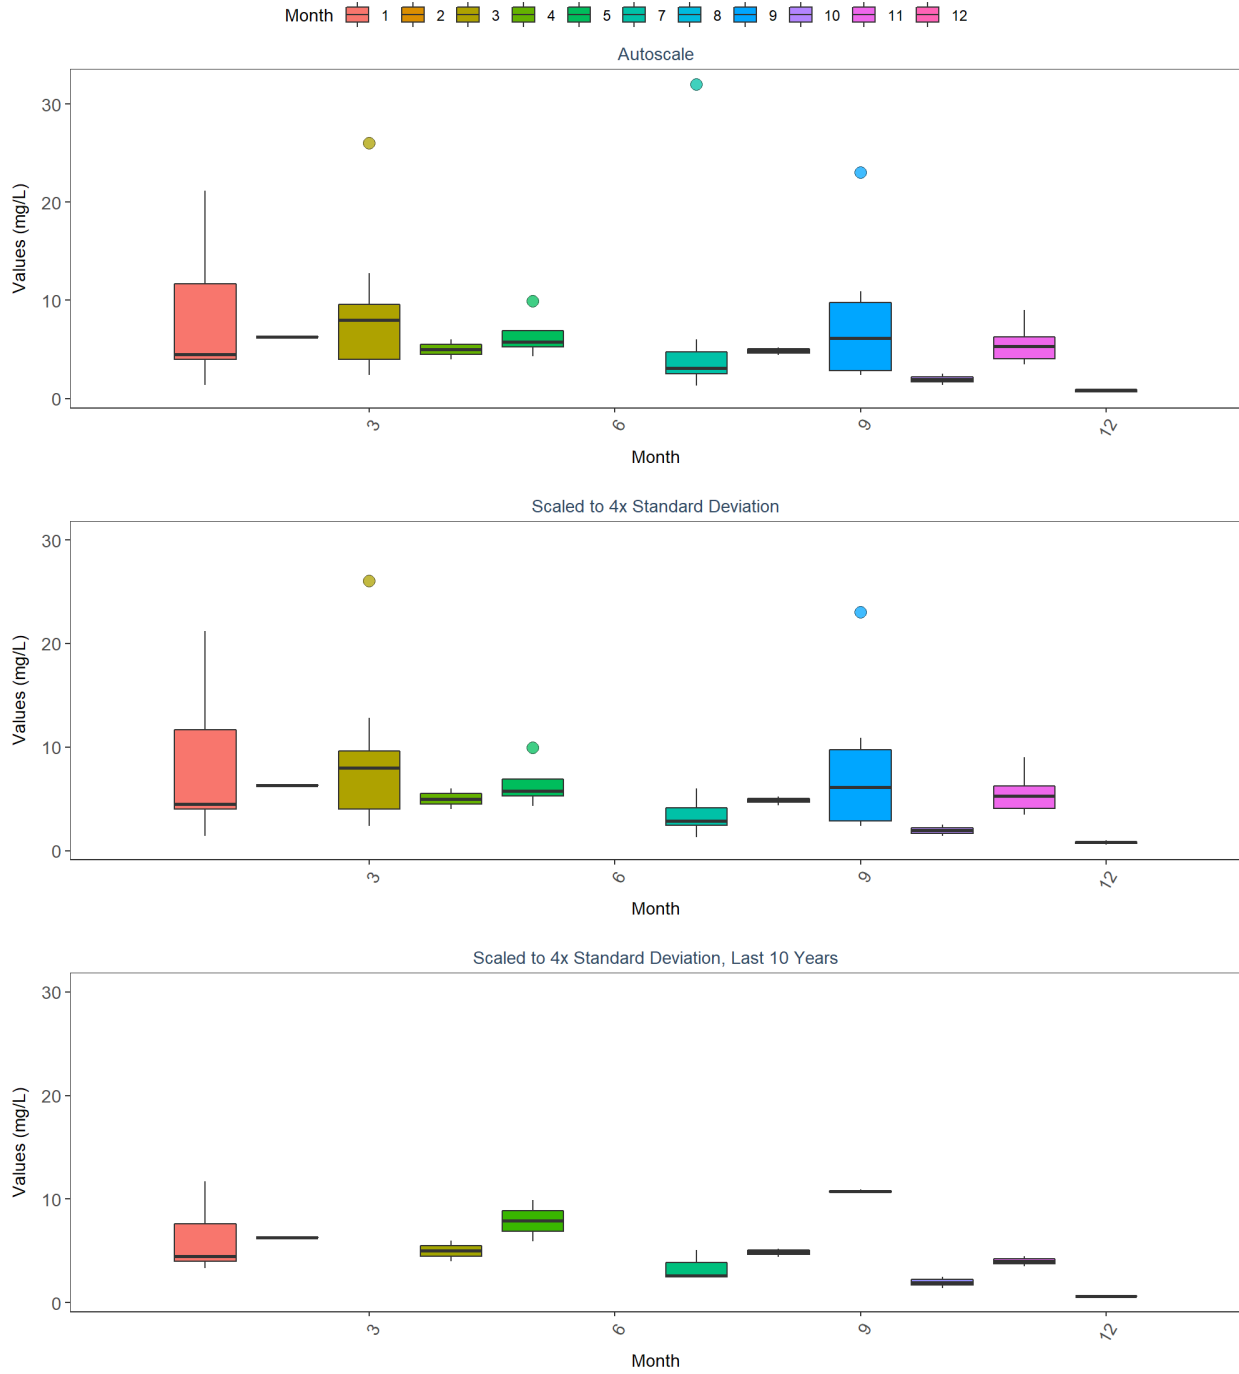 Month 1 2 3 4 5 7 8 9 10 11 12
Autoscale
Values (mg/L)
30
20
10
0
3 6 9 12
Month
Scaled to 4x Standard Deviation
Values (mg/L)
30
20
10
0
3 6 9 12
Month
Scaled to 4x Standard Deviation, Last 10 Years
Values (mg/L)
30
20
10
0
3 6 9 12
Month